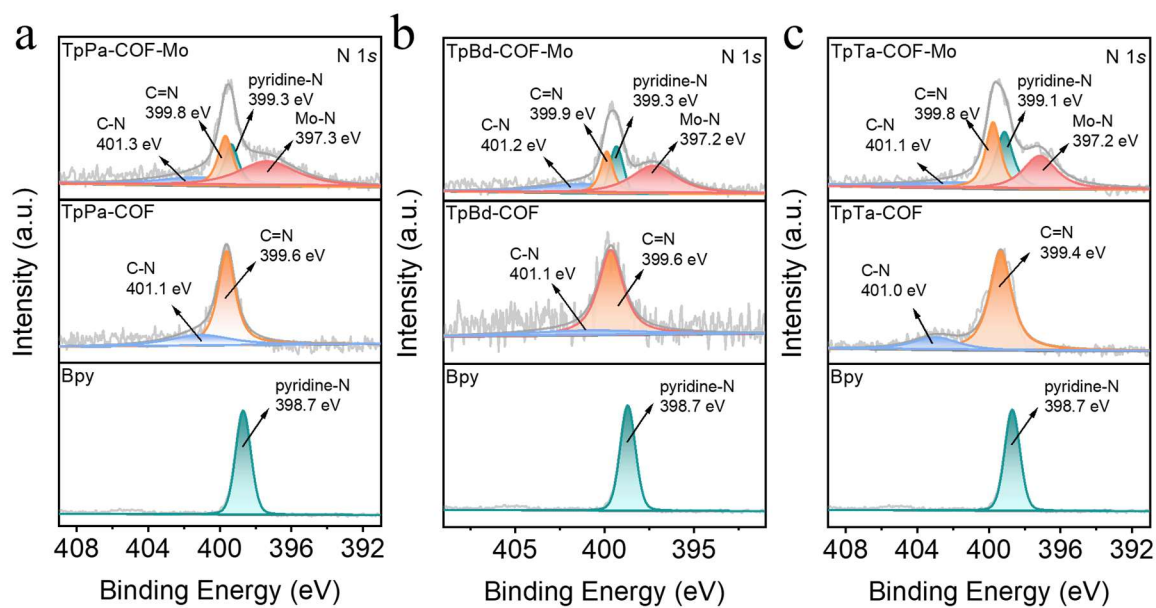 a
TpPa-COF-Mo
N 1s
C=N
399.8 eV
pyridine-N
399.3 eV
Mo-N
397.3 eV
C-N
401.3 eV
TpPa-COF
C=N
399.6 eV
C-N
401.1 eV
Bpy
pyridine-N
398.7 eV
Intensity (a.u.)
408 404 400 396 392
Binding Energy (eV)
b
TpBd-COF-Mo
N 1s
C=N
399.9 eV
pyridine-N
399.3 eV
Mo-N
397.2 eV
C-N
401.2 eV
TpBd-COF
C=N
399.6 eV
C-N
401.1 eV
Bpy
pyridine-N
398.7 eV
Intensity (a.u.)
405 400 395
Binding Energy (eV)
c
TpTa-COF-Mo
N 1s
C=N
399.8 eV
pyridine-N
399.1 eV
Mo-N
397.2 eV
C-N
401.1 eV
TpTa-COF
C=N
399.4 eV
C-N
401.0 eV
Bpy
pyridine-N
398.7 eV
Intensity (a.u.)
408 404 400 396 392
Binding Energy (eV)